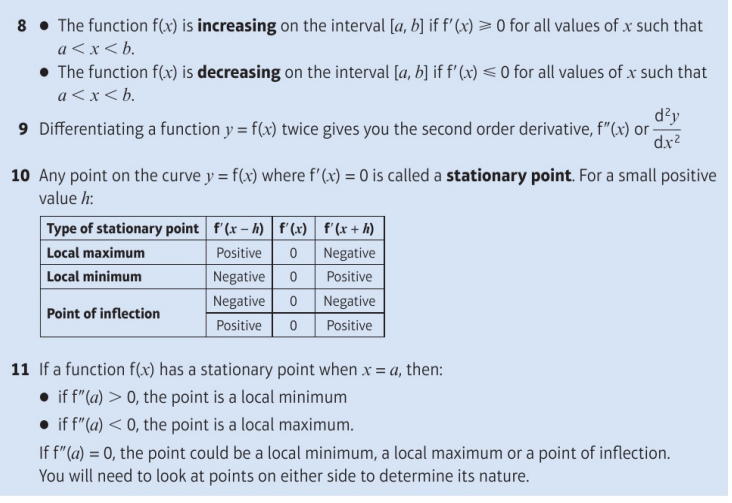 8 • The function f(x) is increasing on the interval [a, b] if f′(x) ⩾ 0 for all values of x such that
a < x < b.
• The function f(x) is decreasing on the interval [a, b] if f′(x) ⩽ 0 for all values of x such that
a < x < b.
9 Differentiating a function y = f(x) twice gives you the second order derivative, f″(x) or d²y/dx²
10 Any point on the curve y = f(x) where f′(x) = 0 is called a stationary point. For a small positive
value h:
Type of stationary point f′(x – h) f′(x) f′(x + h)
Local maximum Positive 0 Negative
Local minimum Negative 0 Positive
Point of inflection Negative 0 Negative
Positive 0 Positive
11 If a function f(x) has a stationary point when x = a, then:
• if f″(a) > 0, the point is a local minimum
• if f″(a) < 0, the point is a local maximum.
If f″(a) = 0, the point could be a local minimum, a local maximum or a point of inflection.
You will need to look at points on either side to determine its nature.